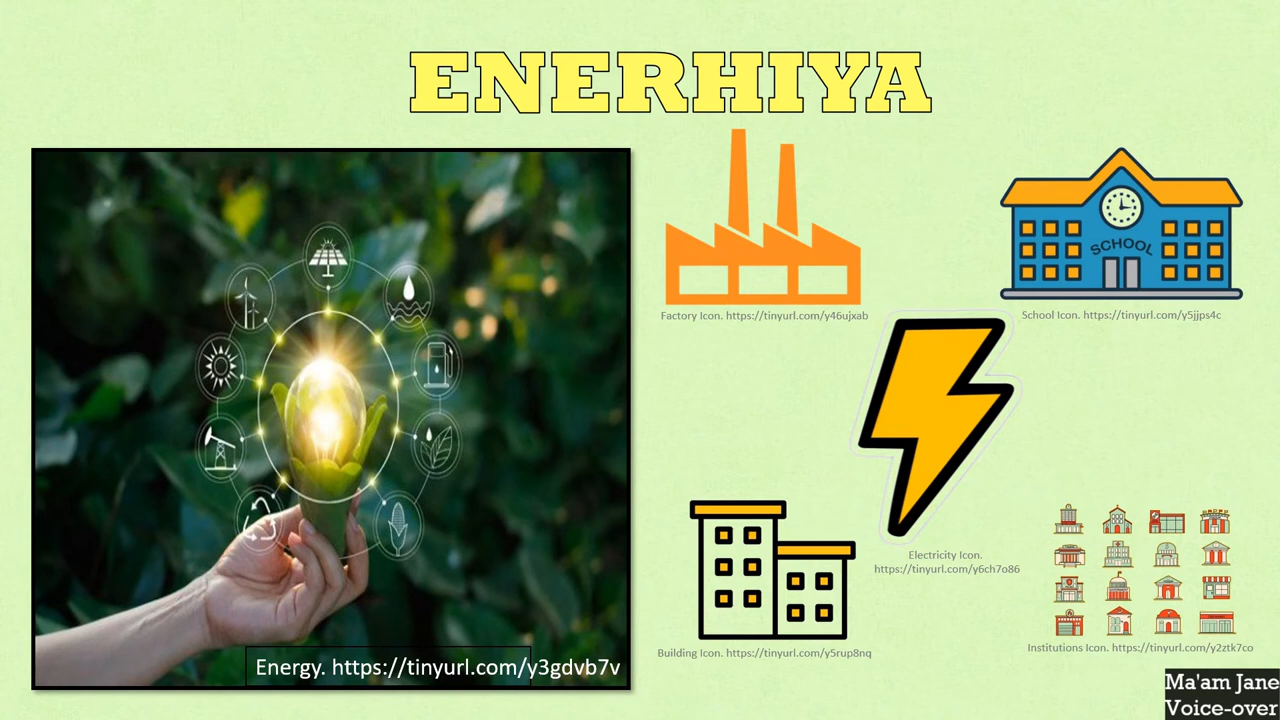 ENERHIYA
Factory Icon. https://tinyurl.com/y46ujxab
SCHOOL
School Icon. https://tinyurl.com/y5jjps4c
Electricity Icon.
https://tinyurl.com/y6ch7o86
Energy. https://tinyurl.com/y3gdvb7v
Building Icon. https://tinyurl.com/y5rup8nq
Institutions Icon. https://tinyurl.com/y2ztk7co
Ma'am Jane
Voice-over